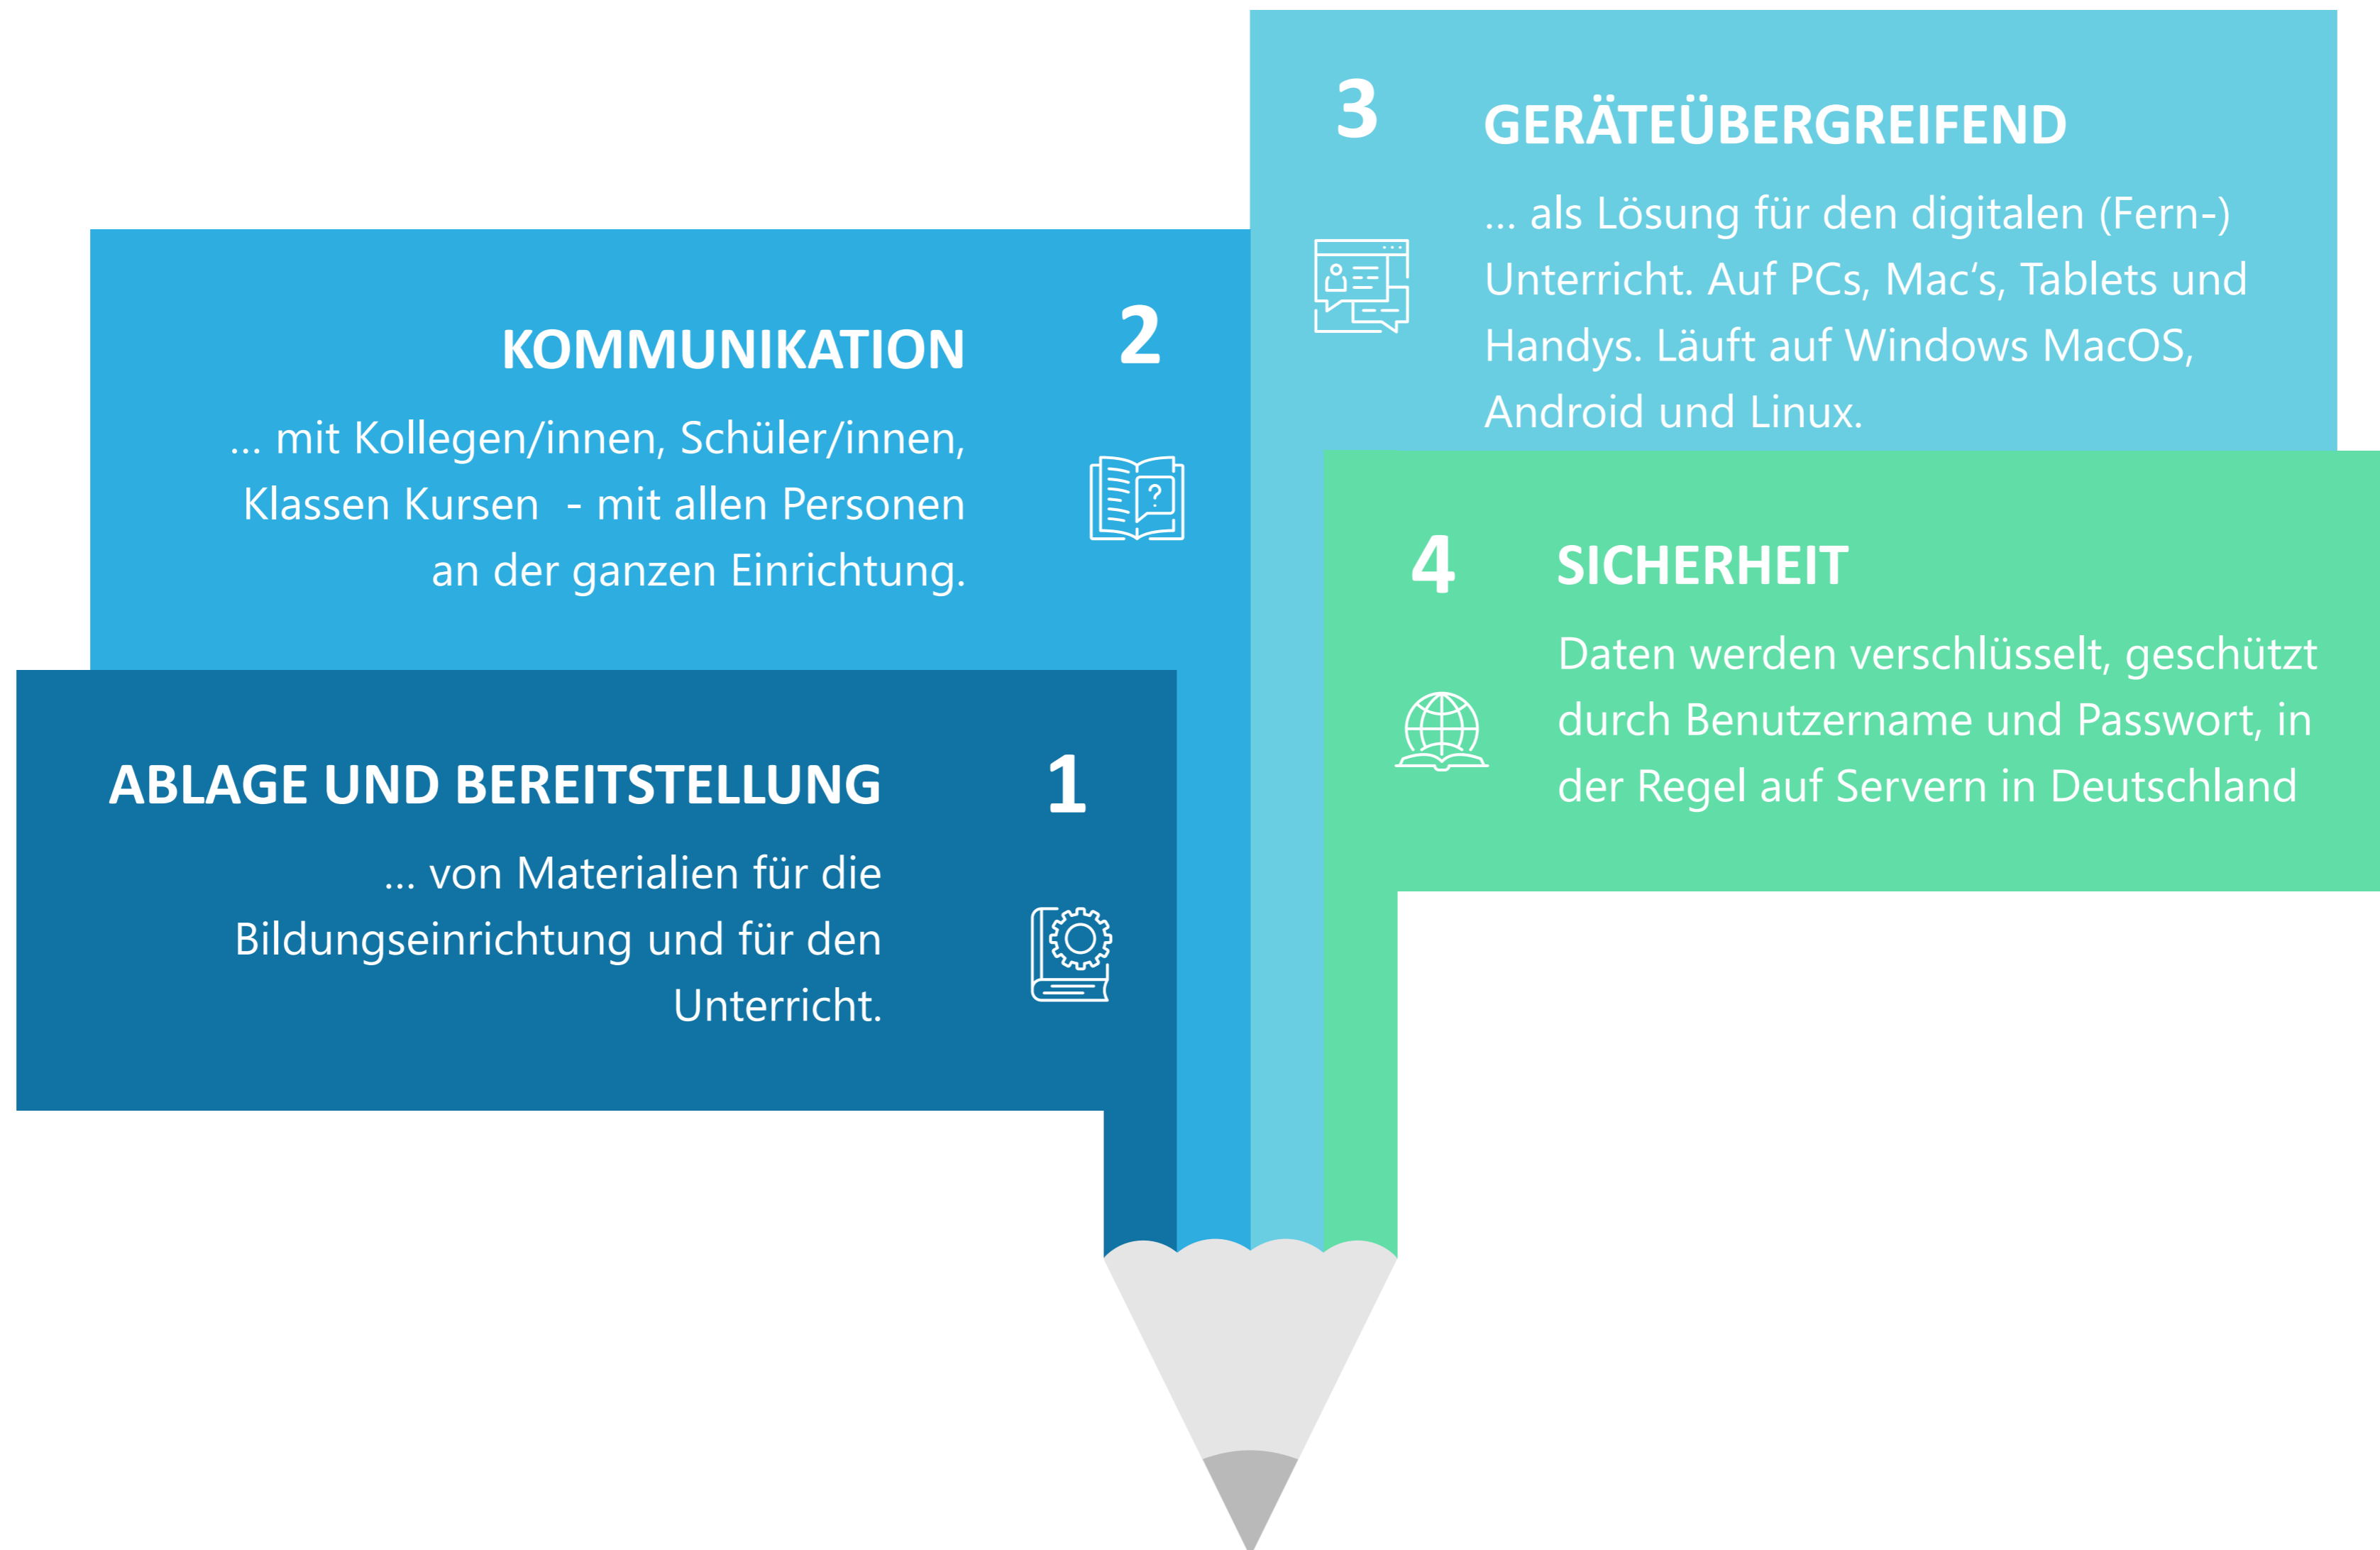 3
GERÄTEÜBERGREIFEND
... als Lösung für den digitalen (Fern-)
Unterricht. Auf PCs, Mac‘s, Tablets und
Handys. Läuft auf Windows MacOS,
Android und Linux.
2
KOMMUNIKATION
... mit Kollegen/innen, Schüler/innen,
Klassen Kursen  - mit allen Personen
an der ganzen Einrichtung.
?
4
SICHERHEIT
Daten werden verschlüsselt, geschützt
durch Benutzername und Passwort, in
der Regel auf Servern in Deutschland
1
ABLAGE UND BEREITSTELLUNG
... von Materialien für die
Bildungseinrichtung und für den
Unterricht.